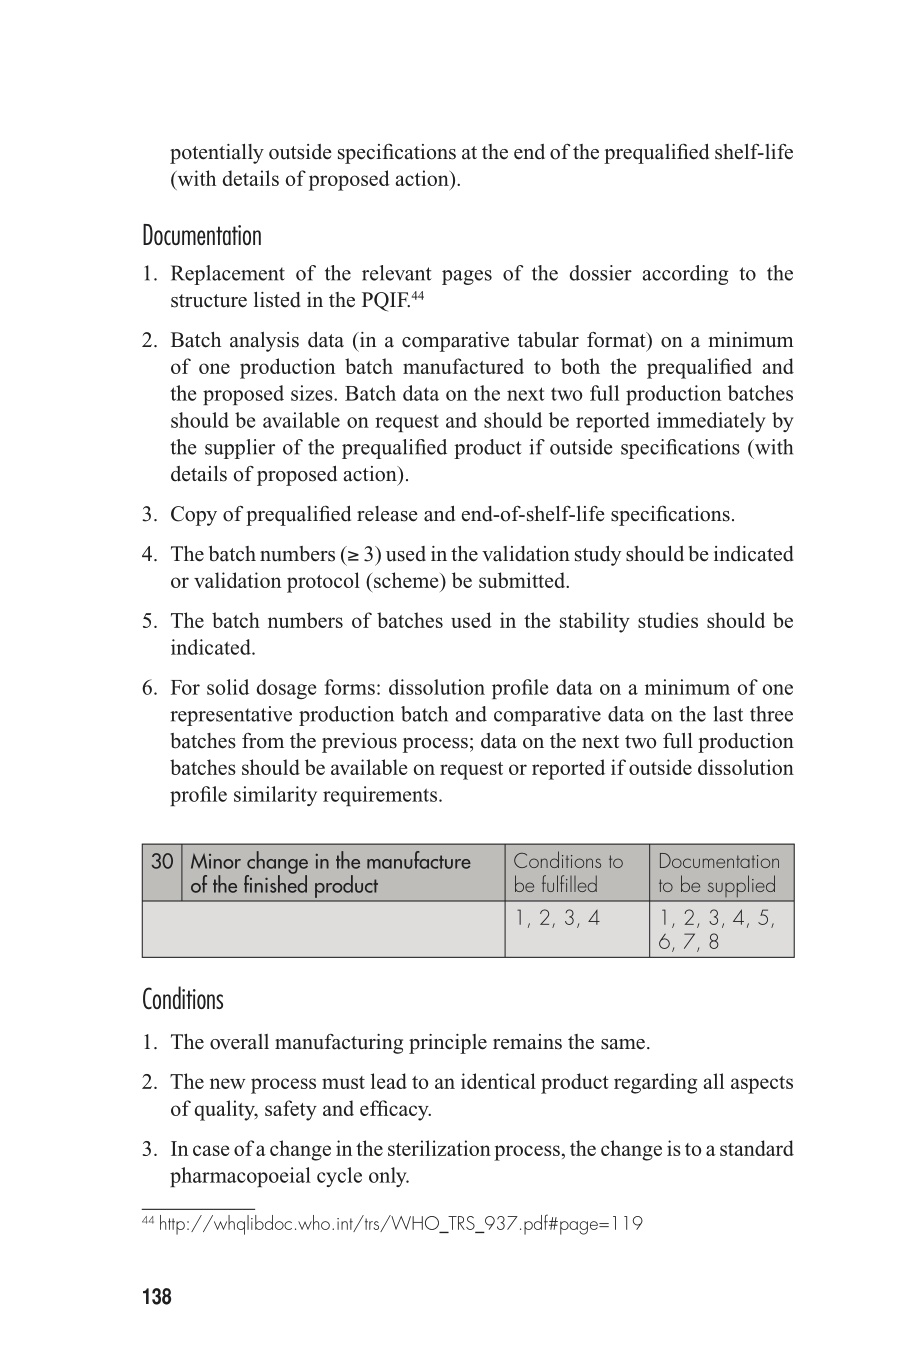 potentially outside specifications at the end of the prequalified shelf-life
(with details of proposed action).
Documentation
1. Replacement of the relevant pages of the dossier according to the
structure listed in the PQIF.⁴⁴
2. Batch analysis data (in a comparative tabular format) on a minimum
of one production batch manufactured to both the prequalified and
the proposed sizes. Batch data on the next two full production batches
should be available on request and should be reported immediately by
the supplier of the prequalified product if outside specifications (with
details of proposed action).
3. Copy of prequalified release and end-of-shelf-life specifications.
4. The batch numbers (≥ 3) used in the validation study should be indicated
or validation protocol (scheme) be submitted.
5. The batch numbers of batches used in the stability studies should be
indicated.
6. For solid dosage forms: dissolution profile data on a minimum of one
representative production batch and comparative data on the last three
batches from the previous process; data on the next two full production
batches should be available on request or reported if outside dissolution
profile similarity requirements.
30 Minor change in the manufacture Conditions to Documentation
of the finished product be fulfilled to be supplied
1, 2, 3, 4 1, 2, 3, 4, 5,
6, 7, 8
Conditions
1. The overall manufacturing principle remains the same.
2. The new process must lead to an identical product regarding all aspects
of quality, safety and efficacy.
3. In case of a change in the sterilization process, the change is to a standard
pharmacopoeial cycle only.
⁴⁴ http://whqlibdoc.who.int/trs/WHO_TRS_937.pdf#page=119
138